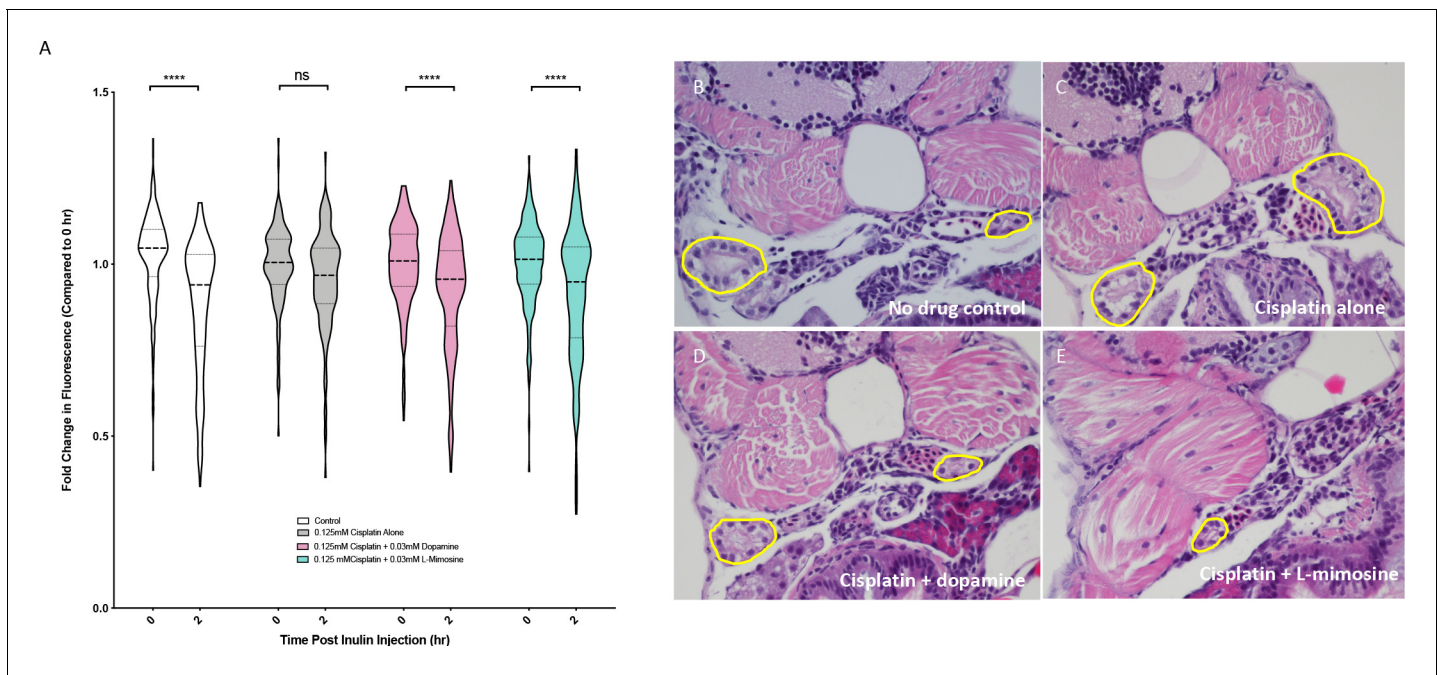 A
**** ns **** ****
1.5
1.0
0.5
0.0
Fold Change in Fluorescence (Compared to 0 hr)
Control
0.125mM Cisplatin Alone
0.125mM Cisplatin + 0.03mM Dopamine
0.125 mMCisplatin + 0.03mM L-Mimosine
0 2 0 2 0 2 0 2
Time Post Inulin Injection (hr)
B
No drug control
C
Cisplatin alone
D
Cisplatin + dopamine
E
Cisplatin + L-mimosine